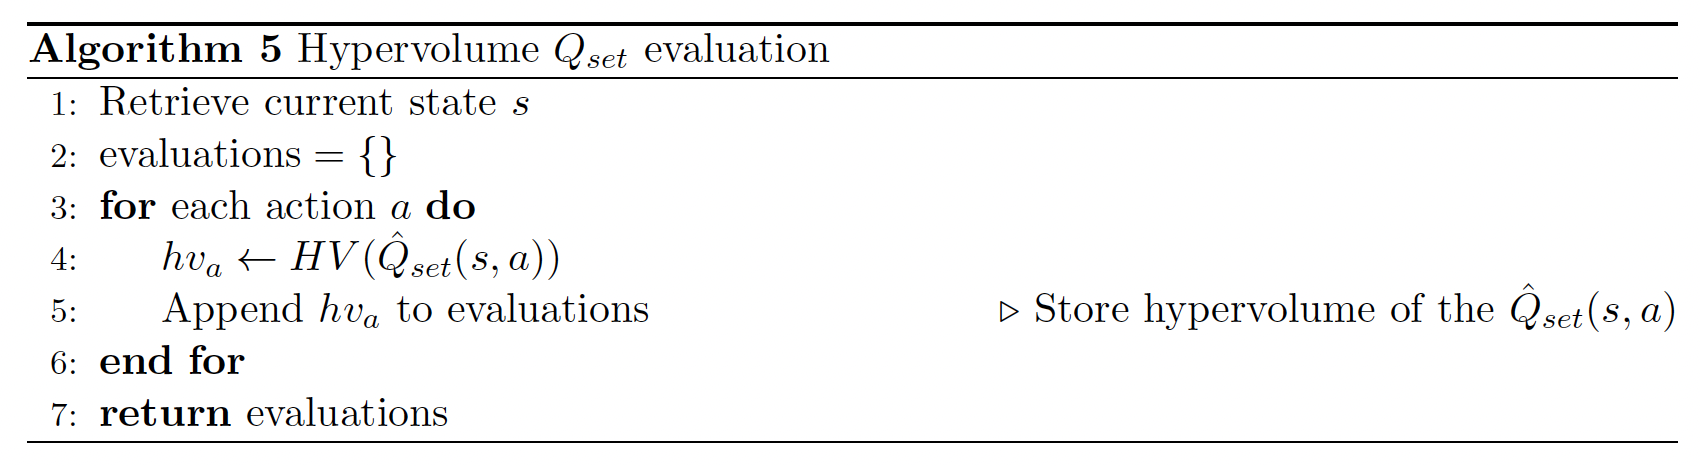 Algorithm 5 Hypervolume $Q_{set}$ evaluation
1: Retrieve current state $s$
2: evaluations = {}
3: for each action $a$ do
4: $hv_a \leftarrow HV(\hat{Q}_{set}(s, a))$
5: Append $hv_a$ to evaluations ▷ Store hypervolume of the $\hat{Q}_{set}(s, a)$
6: end for
7: return evaluations